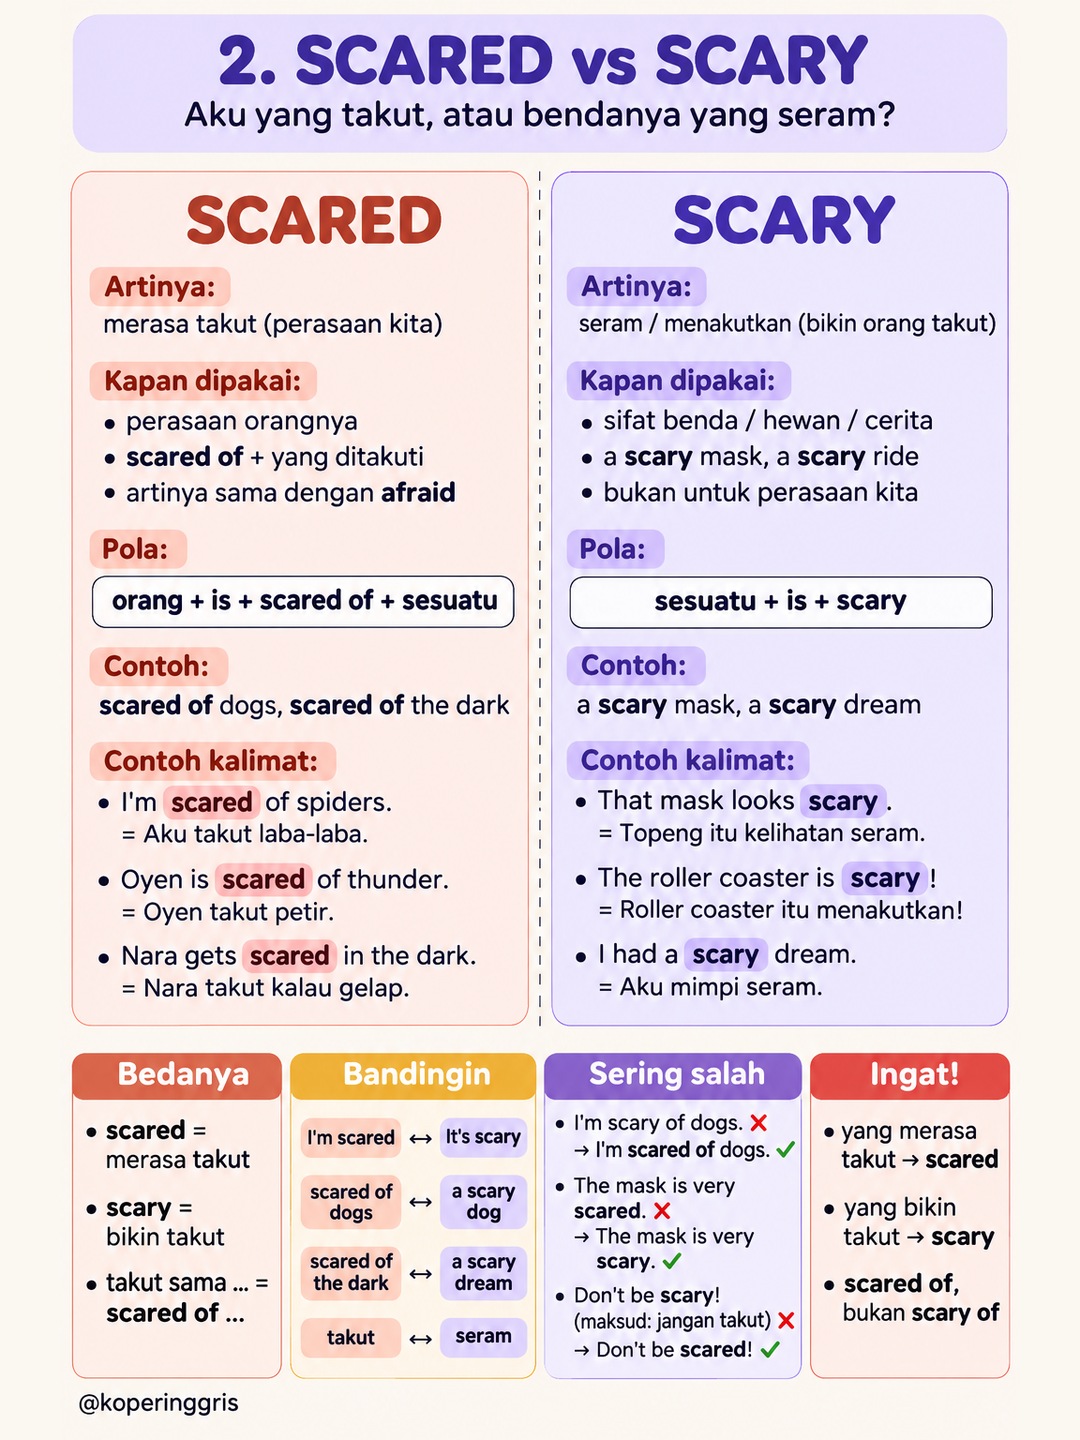 2. SCARED vs SCARY
Aku yang takut, atau bendanya yang seram?
SCARED
Artinya:
merasa takut (perasaan kita)
Kapan dipakai:
• perasaan orangnya
• scared of + yang ditakuti
• artinya sama dengan afraid
Pola:
orang + is + scared of + sesuatu
Contoh:
scared of dogs, scared of the dark
Contoh kalimat:
• I'm scared of spiders.
= Aku takut laba-laba.
• Oyen is scared of thunder.
= Oyen takut petir.
• Nara gets scared in the dark.
= Nara takut kalau gelap.
SCARY
Artinya:
seram / menakutkan (bikin orang takut)
Kapan dipakai:
• sifat benda / hewan / cerita
• a scary mask, a scary ride
• bukan untuk perasaan kita
Pola:
sesuatu + is + scary
Contoh:
a scary mask, a scary dream
Contoh kalimat:
• That mask looks scary .
= Topeng itu kelihatan seram.
• The roller coaster is scary !
= Roller coaster itu menakutkan!
• I had a scary dream.
= Aku mimpi seram.
Bedanya
• scared =
merasa takut
• scary =
bikin takut
• takut sama ... =
scared of ...
Bandingin
I'm scared ↔ It's scary
scared of
dogs
↔
a scary
dog
scared of
the dark
↔
a scary
dream
takut ↔ seram
Sering salah
• I'm scary of dogs. ❌
→ I'm scared of dogs. ✔
• The mask is very
scared. ❌
→ The mask is very
scary. ✔
• Don't be scary!
(maksud: jangan takut) ❌
→ Don't be scared! ✔
Ingat!
• yang merasa
takut → scared
• yang bikin
takut → scary
• scared of,
bukan scary of
@koperinggris